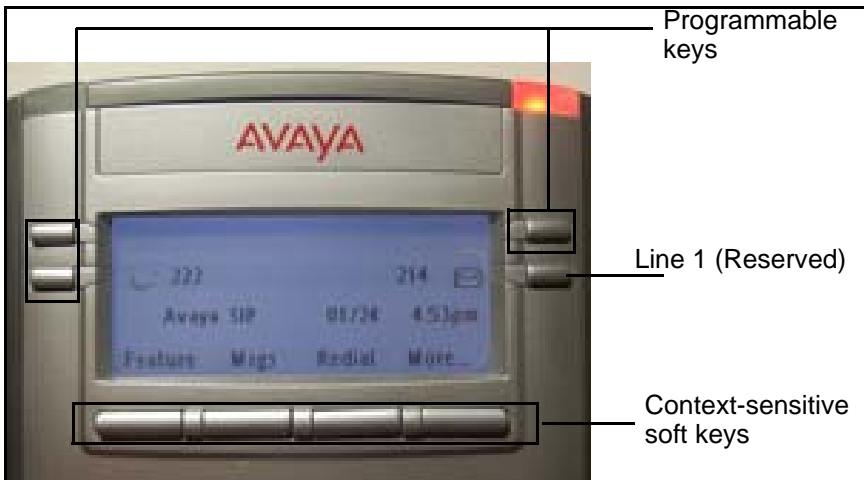 Programmable
keys
AVAYA
222 214
Line 1 (Reserved)
Avaya SIP 01/24 4:53pm
Feature Msgs Redial More...
Context-sensitive
soft keys